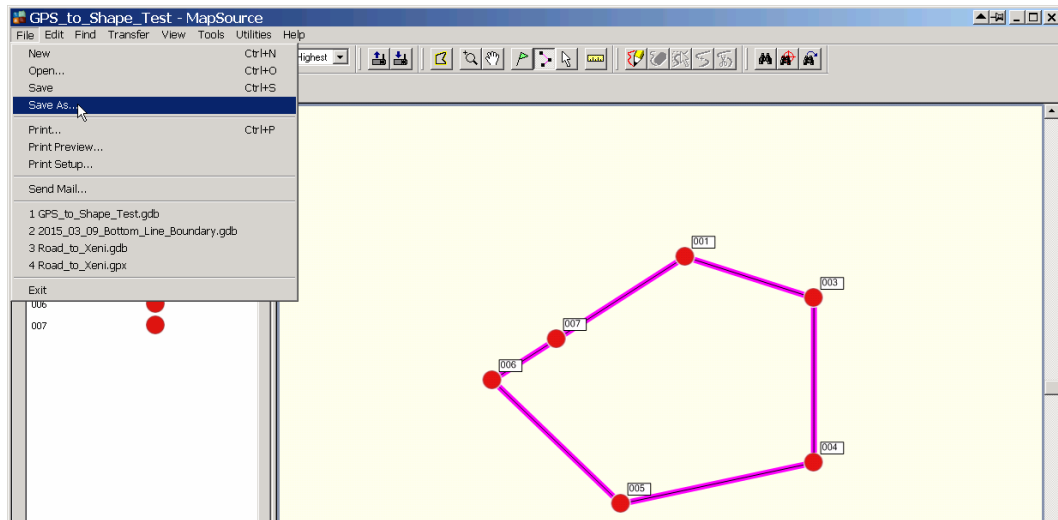 GPS_to_Shape_Test - MapSource
File Edit Find Transfer View Tools Utilities Help
New Ctrl+N
Highest
Open... Ctrl+O
Save Ctrl+S
Save As...
Print... Ctrl+P
Print Preview...
Print Setup...
Send Mail...
1 GPS_to_Shape_Test.gdb
2 2015_03_09_Bottom_Line_Boundary.gdb
3 Road_to_Xeni.gdb
4 Road_to_Xeni.gpx
Exit
006
007
001
003
007
006
004
005